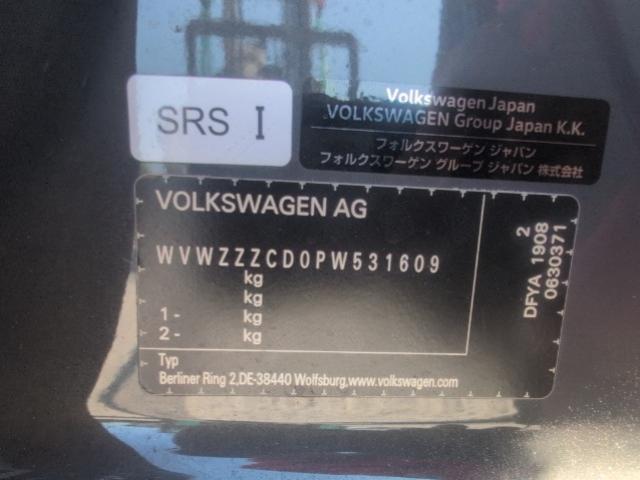 SRS I
Volkswagen Japan
VOLKSWAGEN Group Japan K.K.
フォルクスワーゲン ジャパン
フォルクスワーゲン グループ ジャパン 株式会社
VOLKSWAGEN AG
WVWZZZCD0PW531609
kg
kg
1- kg
2- kg
Typ
Berliner Ring 2,DE-38440 Wolfsburg,www.volkswagen.com
2
DFYA 1908
0630371